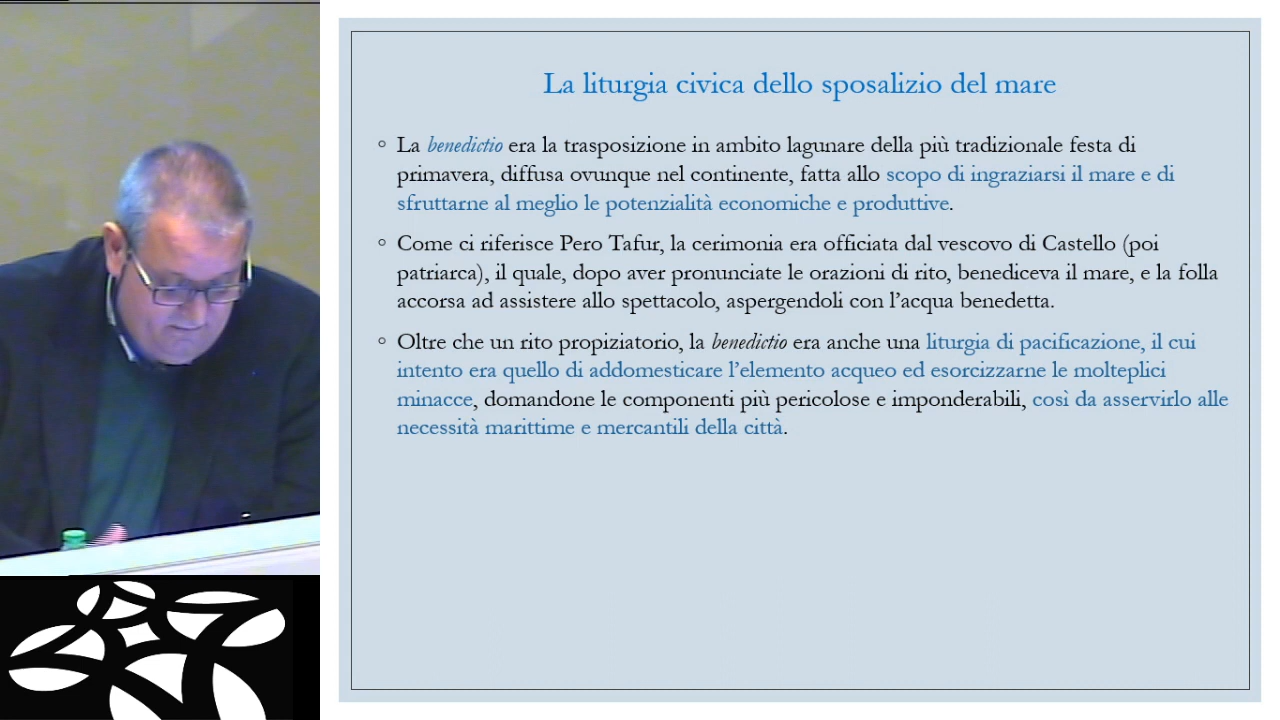 La liturgia civica dello sposalizio del mare
◦ La benedictio era la trasposizione in ambito lagunare della più tradizionale festa di
primavera, diffusa ovunque nel continente, fatta allo scopo di ingraziarsi il mare e di
sfruttarne al meglio le potenzialità economiche e produttive.
◦ Come ci riferisce Pero Tafur, la cerimonia era officiata dal vescovo di Castello (poi
patriarca), il quale, dopo aver pronunciate le orazioni di rito, benediceva il mare, e la folla
accorsa ad assistere allo spettacolo, aspergendoli con l’acqua benedetta.
◦ Oltre che un rito propiziatorio, la benedictio era anche una liturgia di pacificazione, il cui
intento era quello di addomesticare l’elemento acqueo ed esorcizzarne le molteplici
minacce, domandone le componenti più pericolose e imponderabili, così da asservirlo alle
necessità marittime e mercantili della città.